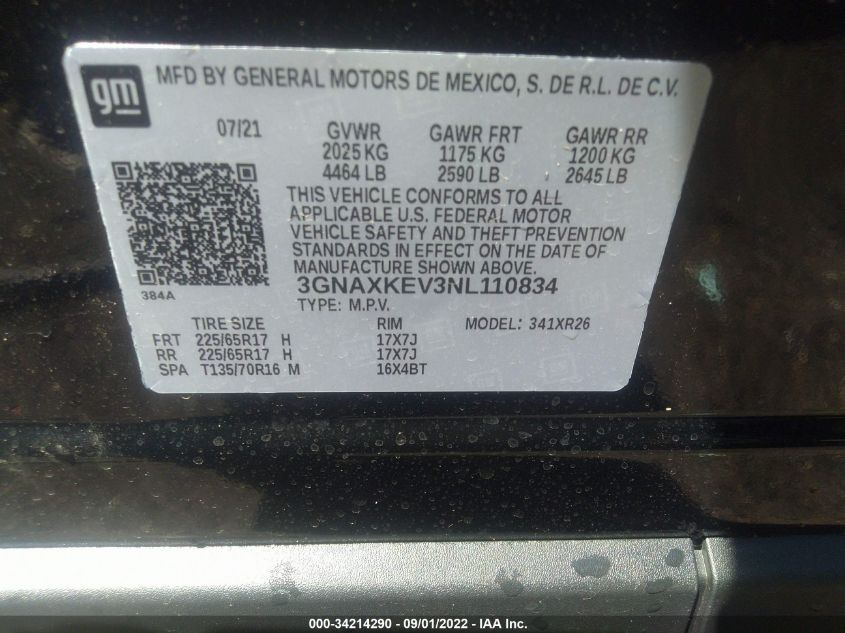 gm
MFD BY GENERAL MOTORS DE MEXICO, S. DE R.L. DE C.V.
07/21 GVWR GAWR FRT GAWR RR
2025 KG 1175 KG 1200 KG
4464 LB 2590 LB 2645 LB
THIS VEHICLE CONFORMS TO ALL
APPLICABLE U.S. FEDERAL MOTOR
VEHICLE SAFETY AND THEFT PREVENTION
STANDARDS IN EFFECT ON THE DATE OF
MANUFACTURE SHOWN ABOVE.
384A
3GNAXKEV3NL110834
TYPE: M.P.V.
TIRE SIZE RIM MODEL: 341XR26
FRT 225/65R17 H 17X7J
RR 225/65R17 H 17X7J
SPA T135/70R16 M 16X4BT
000-34214290 - 09/01/2022 - IAA Inc.